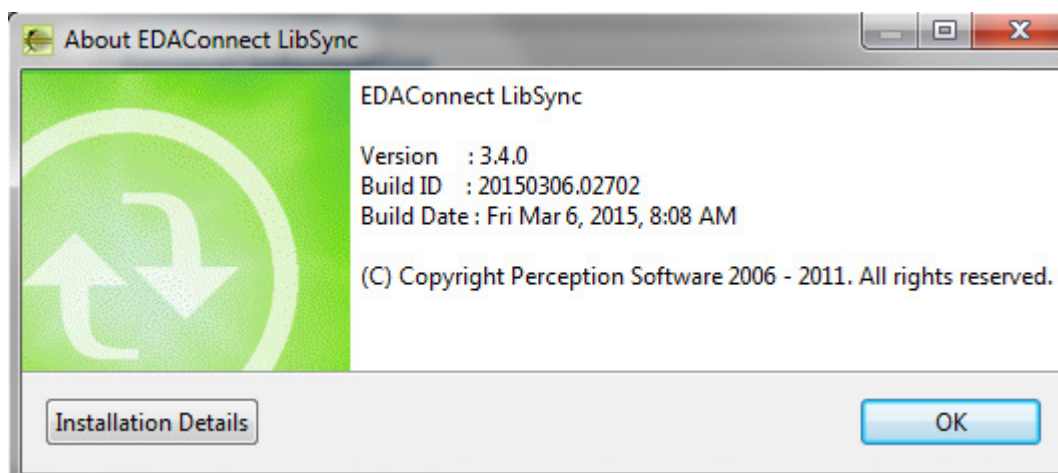 About EDAConnect LibSync
EDAConnect LibSync
Version : 3.4.0
Build ID : 20150306.02702
Build Date : Fri Mar 6, 2015, 8:08 AM
(C) Copyright Perception Software 2006 - 2011. All rights reserved.
Installation Details
OK